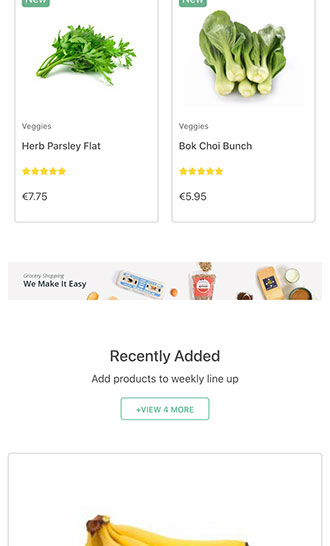 New
New
Veggies
Herb Parsley Flat
€7.75
Veggies
Bok Choi Bunch
€5.95
Grocery Shopping
We Make It Easy
Recently Added
Add products to weekly line up
+VIEW 4 MORE